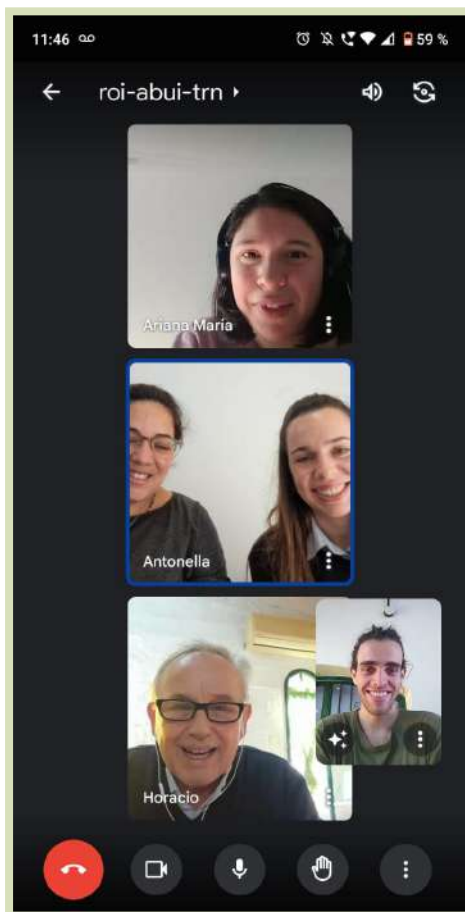 11:46
59 %
roi-abui-trn
Ariana María
Antonella
Horacio